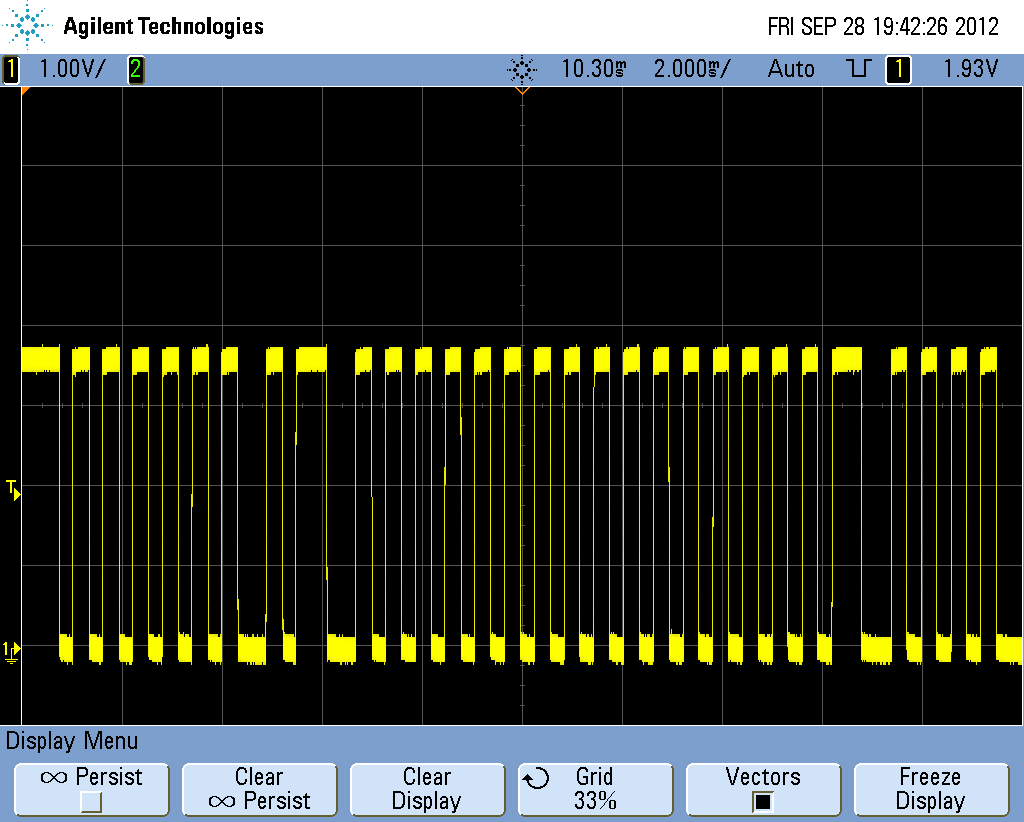 Agilent Technologies FRI SEP 28 19:42:26 2012
1 1.00V/ 2 10.30ms 2.000ms/ Auto 1 1.93V
T
1
Display Menu
∞ Persist
Clear
∞ Persist
Clear
Display
Grid
33%
Vectors
Freeze
Display